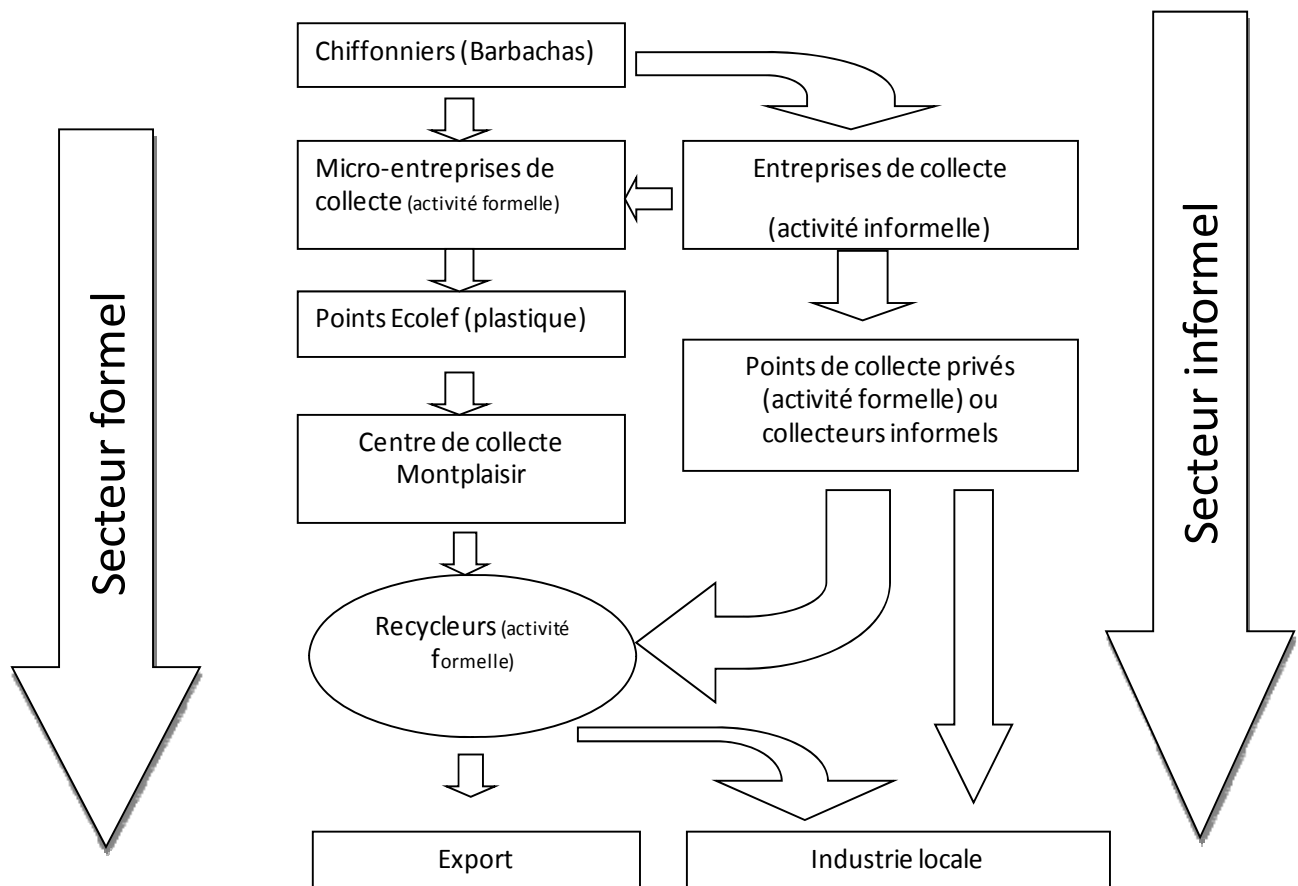 Chiffonniers (Barbachas)
Micro-entreprises de
collecte (activité formelle)
Entreprises de collecte
(activité informelle)
Points Ecolef (plastique)
Points de collecte privés
(activité formelle) ou
collecteurs informels
Centre de collecte
Montplaisir
Recycleurs (activité
formelle)
Export
Industrie locale
Secteur formel
Secteur informel